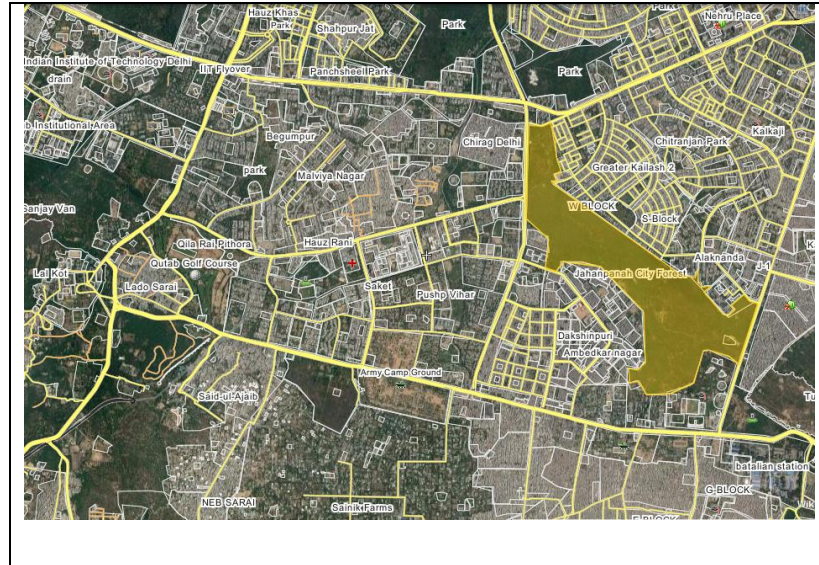 Hauz Khas
Park
Shahpur Jat
Park
Park
Nehru Place
Indian Institute of Technology Delhi
drain
IIT Flyover
Panchsheel Park
Park
Institutional Area
Begumpur
Chirag Delhi
Chitranjan Park
Kalkaji
park
Malviya Nagar
Greater Kailash 2
Sanjay Van
W BLOCK
S-Block
Qila Rai Pithora
Hauz Rani
Lal Kot
Qutab Golf Course
Alaknanda
J-1
Lado Sarai
Saket
Pushp Vihar
Jahanpanah City Forest
Dakshinpuri
Ambedkar nagar
Army Camp Ground
Said-ul-Ajaib
batalian station
NEB SARAI
Sainik Farms
G-BLOCK